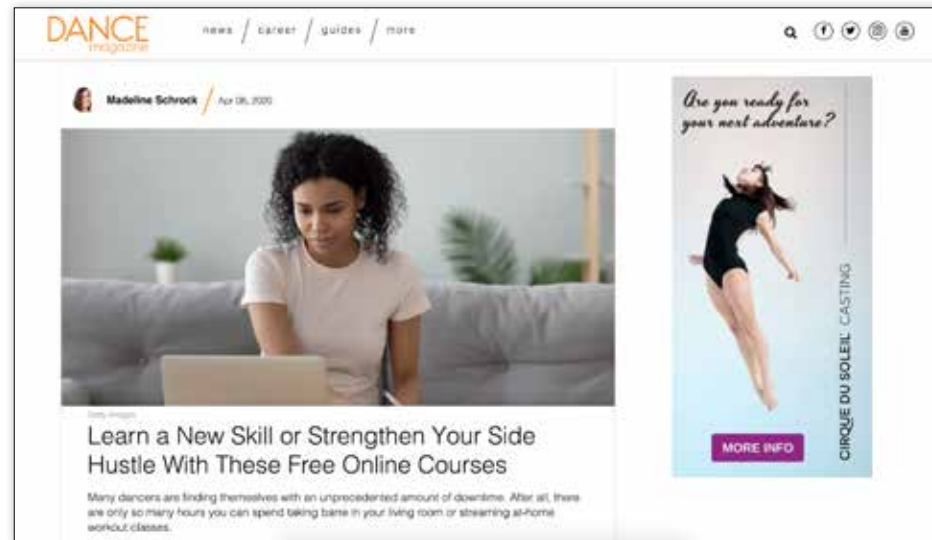 DANCE
magazine
news / career / guides / more
Madeline Schrock / Apr 08, 2020
Are you ready for
your next adventure?
CIRQUE DU SOLEIL CASTING
MORE INFO
Getty Images
Learn a New Skill or Strengthen Your Side
Hustle With These Free Online Courses
Many dancers are finding themselves with an unprecedented amount of downtime. After all, there
are only so many hours you can spend taking barre in your living room or streaming at-home
workout classes.